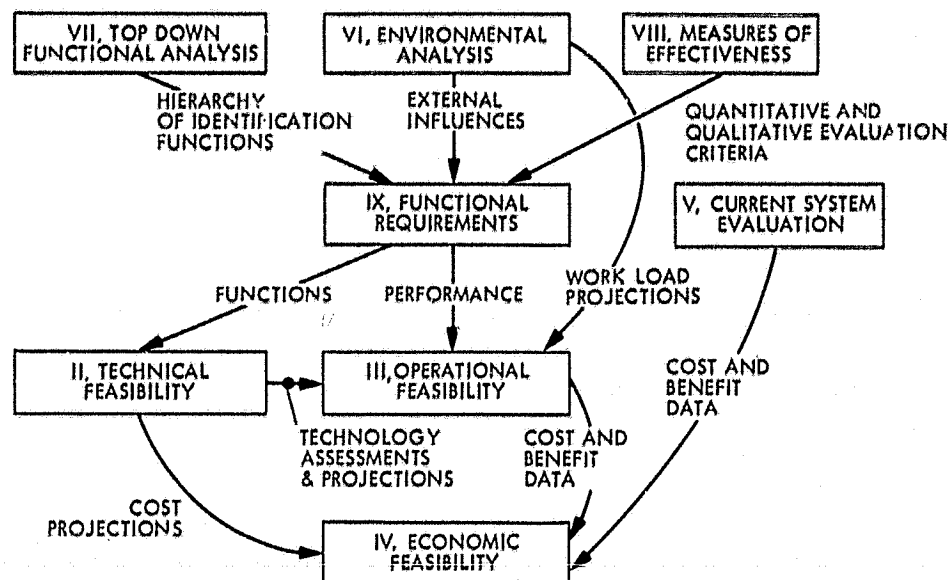 VII, TOP DOWN
FUNCTIONAL ANALYSIS
VI, ENVIRONMENTAL
ANALYSIS
VIII. MEASURES OF
EFFECTIVENESS
HIERARCHY
OF IDENTIFICATION
FUNCTIONS
EXTERNAL
INFLUENCES
QUANTITATIVE AND
QUALITATIVE EVALUATION
CRITERIA
IX, FUNCTIONAL
REQUIREMENTS
V, CURRENT SYSTEM
EVALUATION
FUNCTIONS
PERFORMANCE
WORK LOAD
PROJECTIONS
II, TECHNICAL
FEASIBILITY
III, OPERATIONAL
FEASIBILITY
COST AND
BENEFIT
DATA
TECHNOLOGY
ASSESSMENTS
& PROJECTIONS
COST AND
BENEFIT
DATA
COST
PROJECTIONS
IV, ECONOMIC
FEASIBILITY